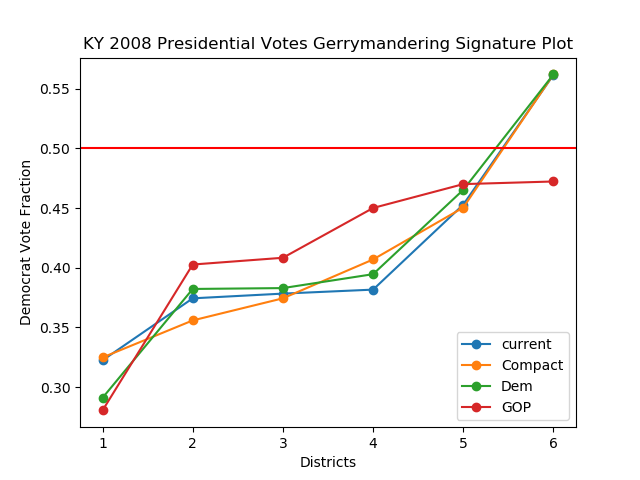 KY 2008 Presidential Votes Gerrymandering Signature Plot
Democrat Vote Fraction
0.55
0.50
0.45
0.40
0.35
0.30
current
Compact
Dem
GOP
1 2 3 4 5 6
Districts